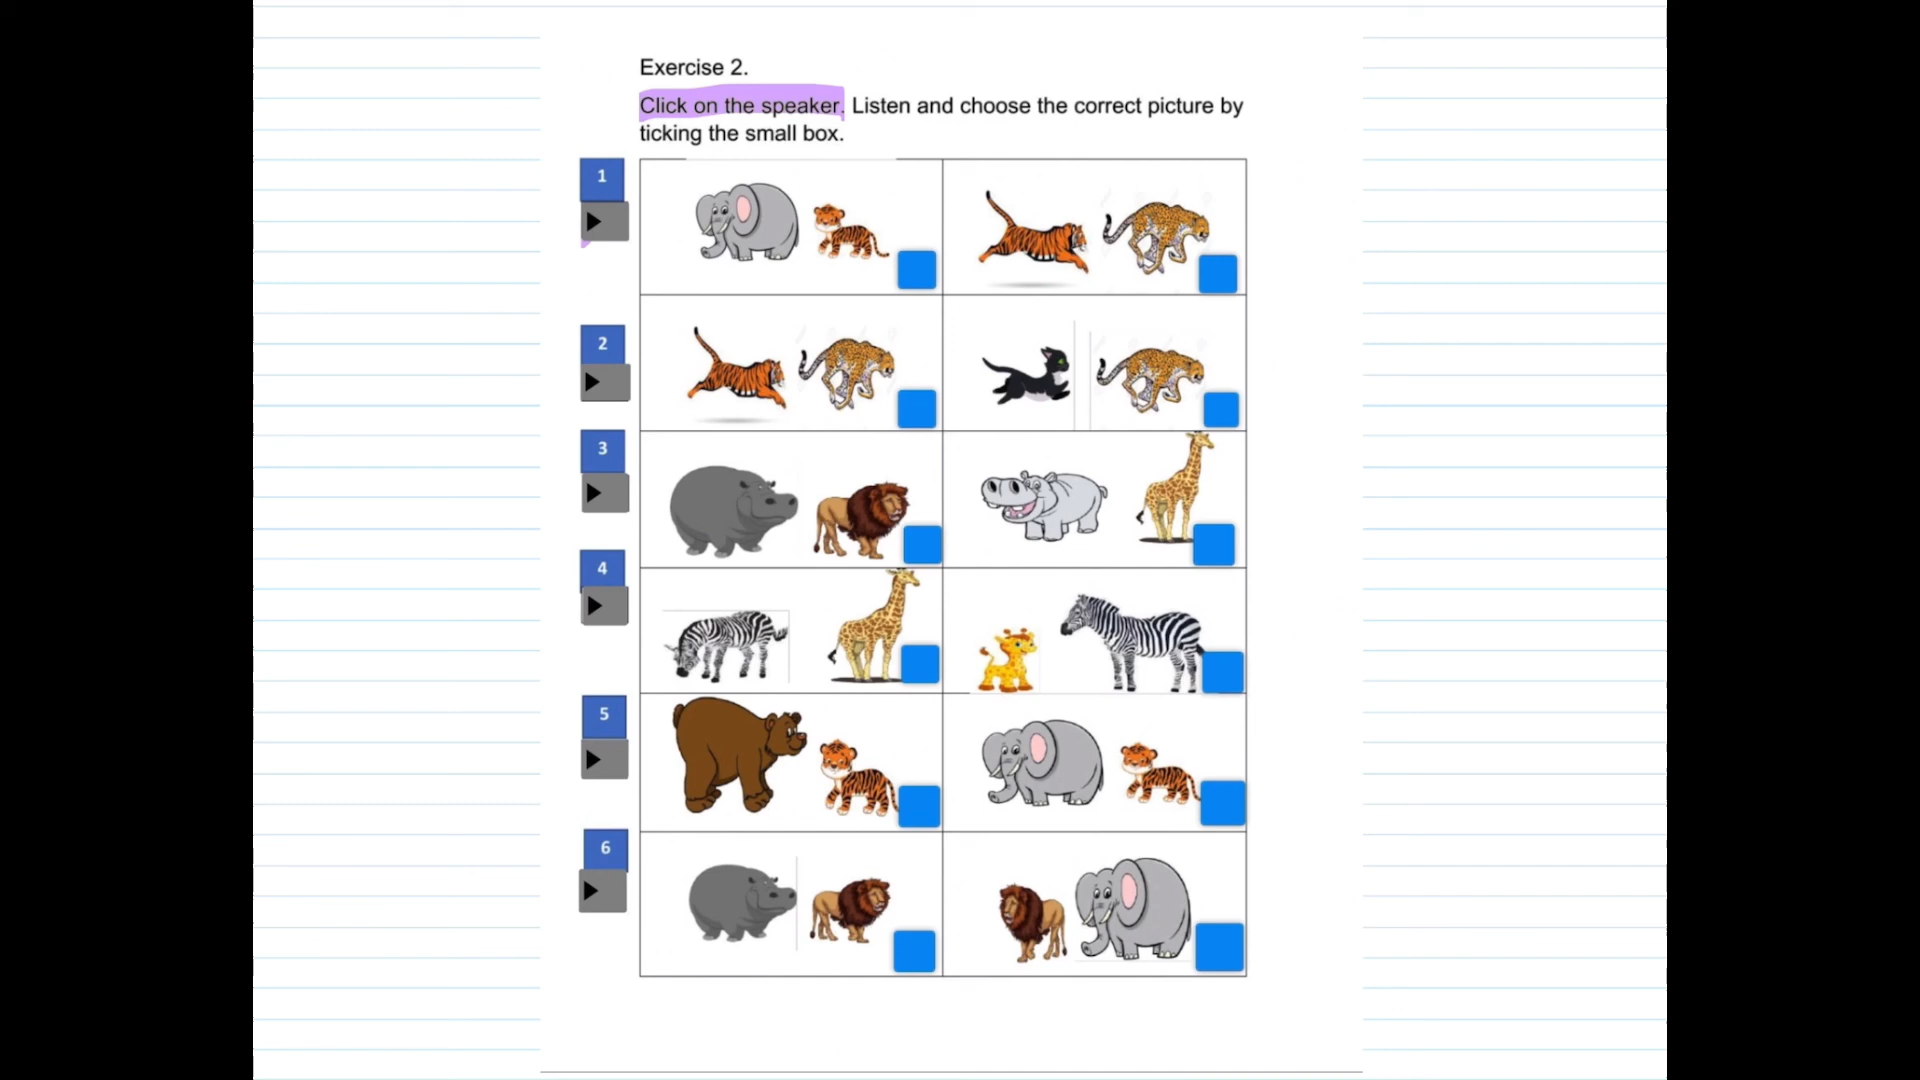 Exercise 2.
Click on the speaker. Listen and choose the correct picture by
ticking the small box.
1
2
3
4
5
6